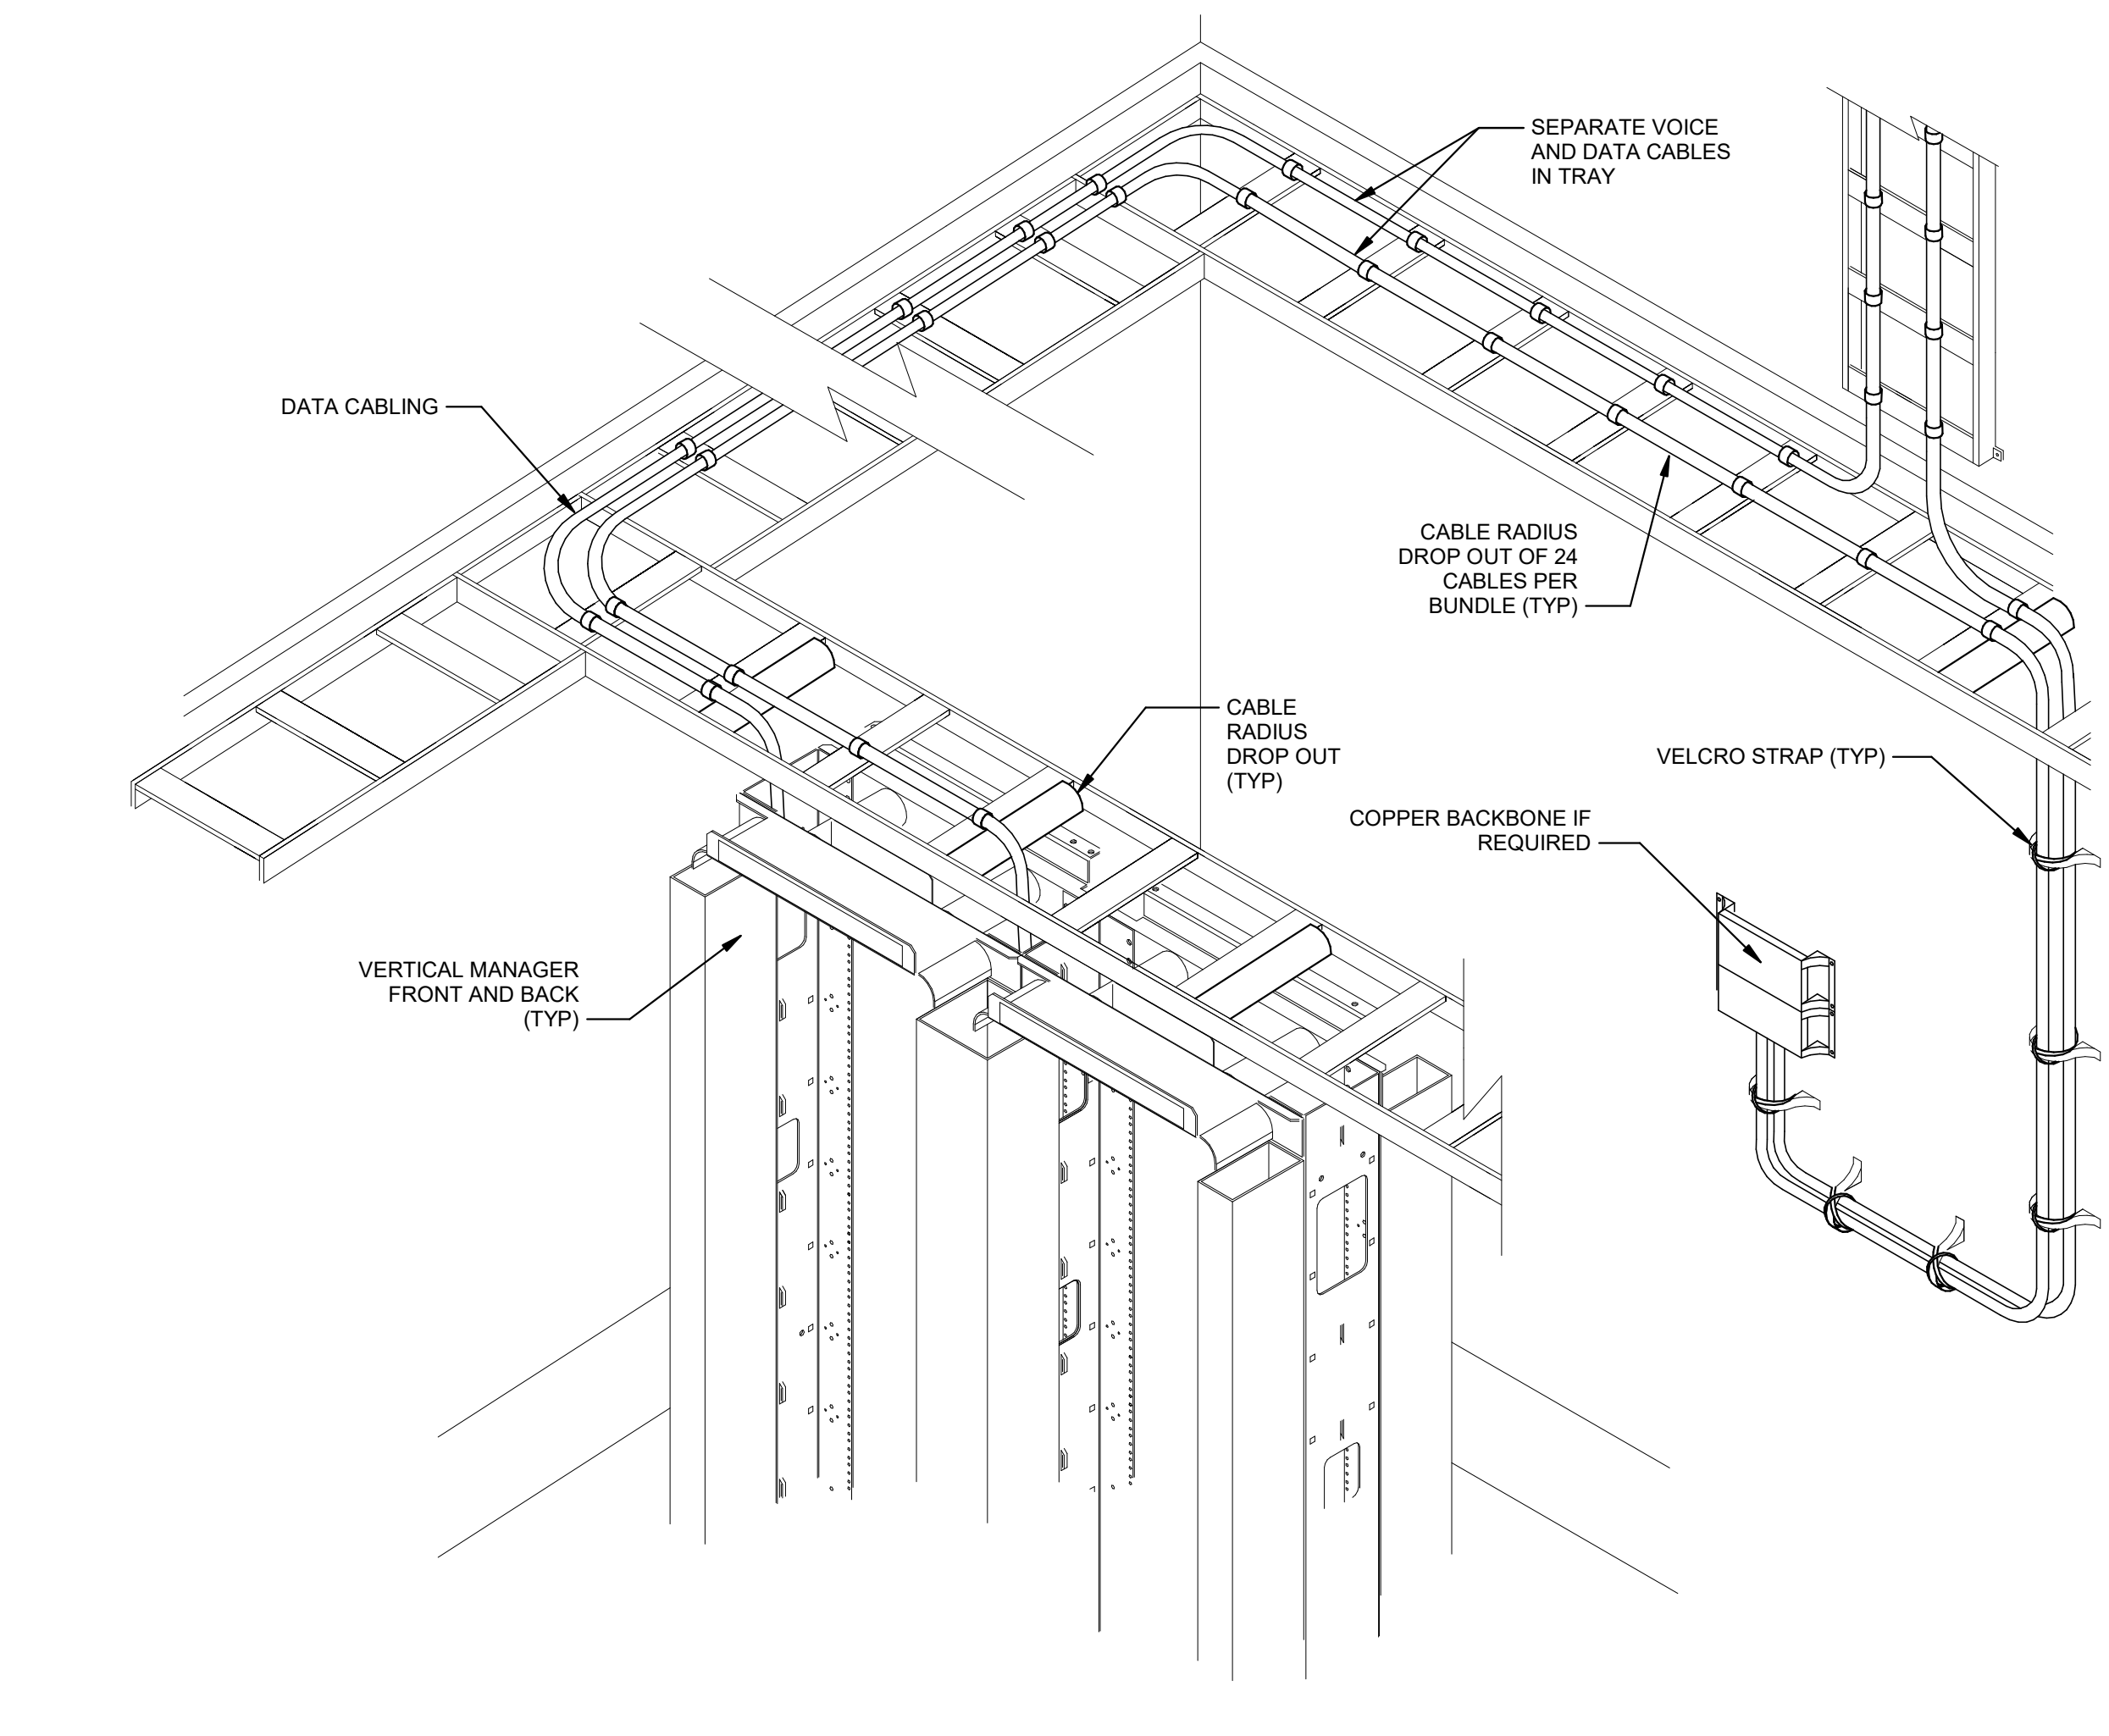 SEPARATE VOICE
AND DATA CABLES
IN TRAY
DATA CABLING
CABLE RADIUS
DROP OUT OF 24
CABLES PER
BUNDLE (TYP)
CABLE
RADIUS
DROP OUT
(TYP)
VELCRO STRAP (TYP)
COPPER BACKBONE IF
REQUIRED
VERTICAL MANAGER
FRONT AND BACK
(TYP)